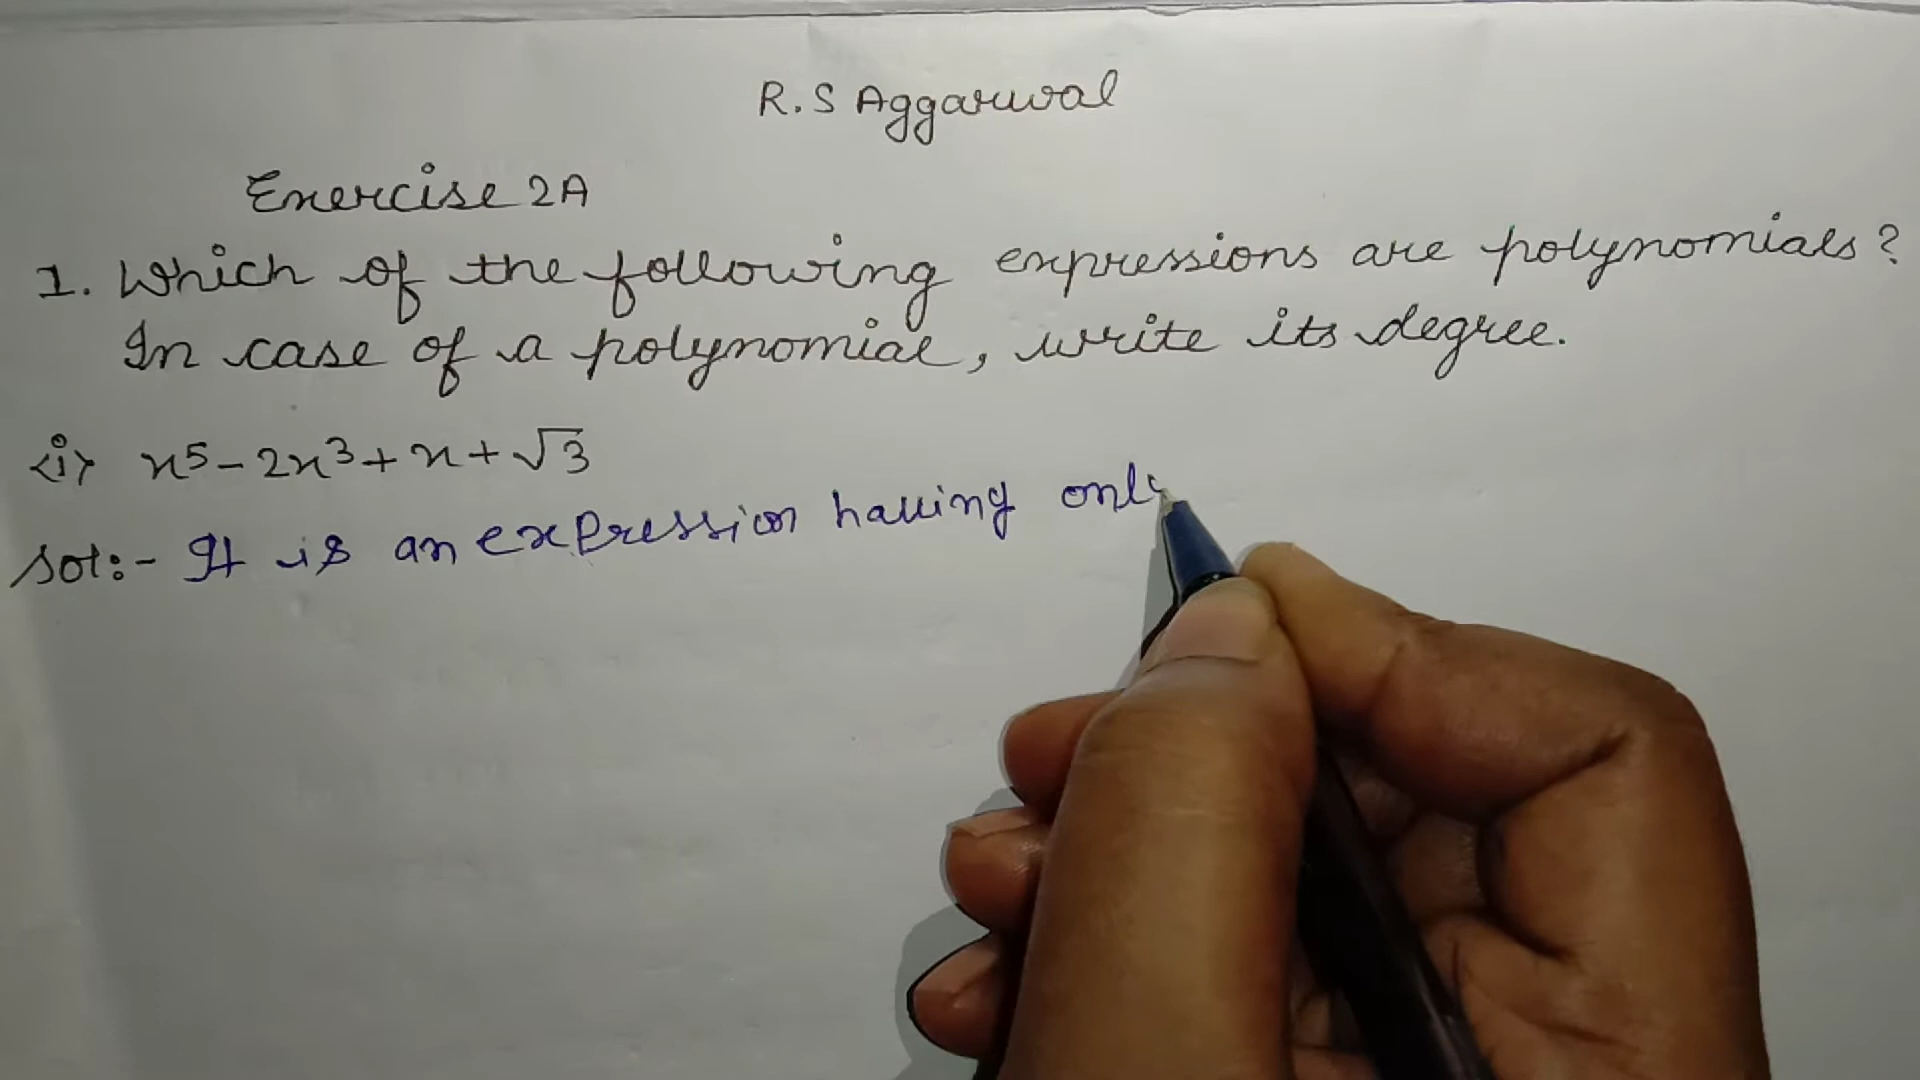 R.S Aggarwal
Exercise 2A
1. Which of the following expressions are polynomials?
In case of a polynomial, write its degree.
(i) x⁵ - 2x³ + x + √3
Sol:- It is an expression having only